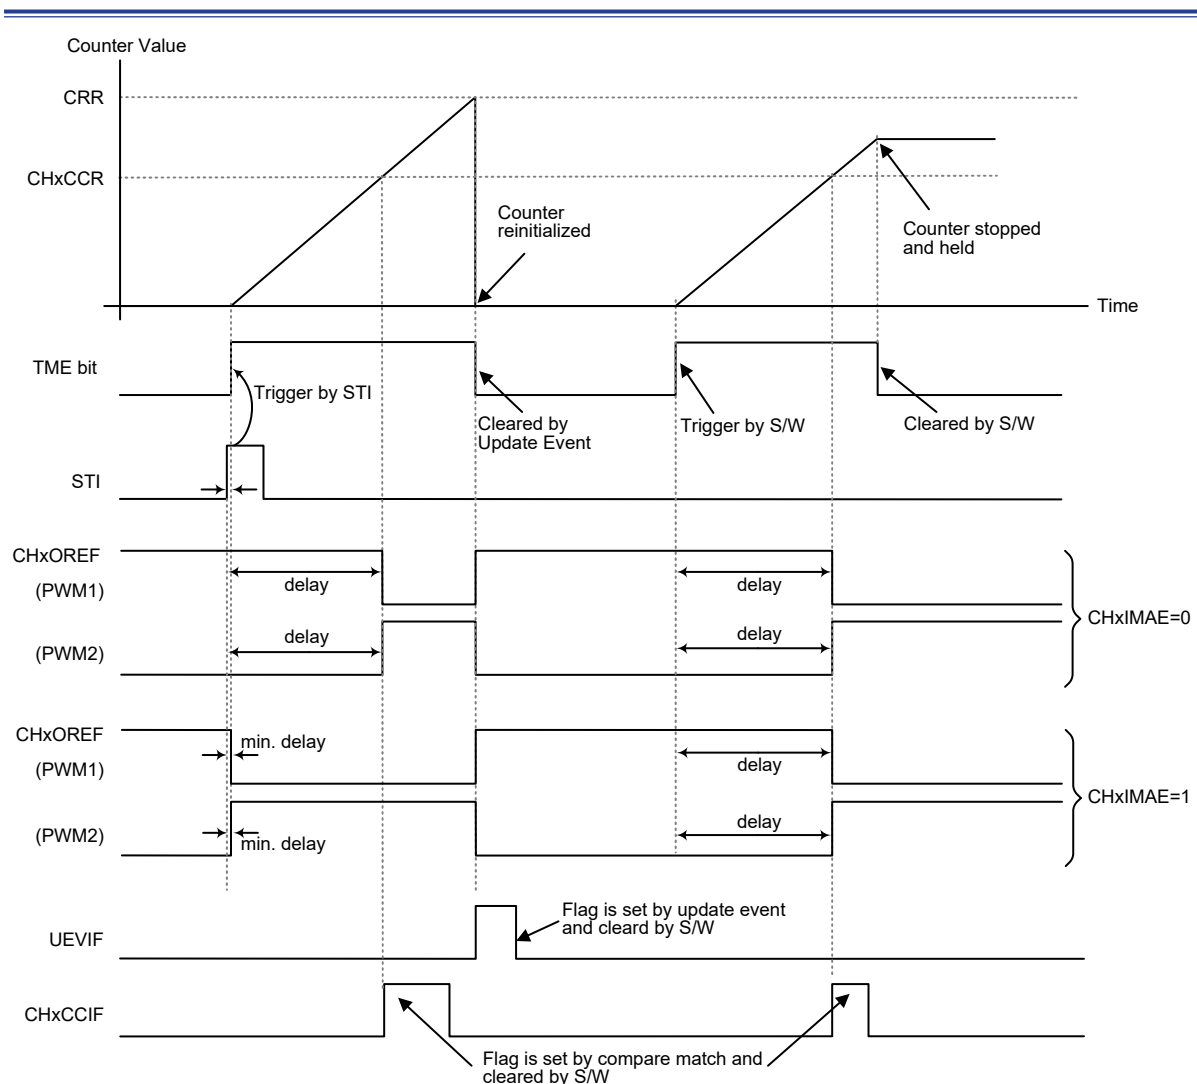 Counter Value
CRR
CHxCCR
Counter
reinitialized
Counter stopped
and held
Time
TME bit
Trigger by STI
Cleared by
Update Event
Trigger by S/W
Cleared by S/W
STI
CHxOREF
(PWM1)
delay
delay
CHxIMAE=0
(PWM2)
delay
delay
CHxOREF
(PWM1)
min. delay
delay
CHxIMAE=1
(PWM2)
min. delay
delay
UEVIF
Flag is set by update event
and cleard by S/W
CHxCCIF
Flag is set by compare match and
cleared by S/W